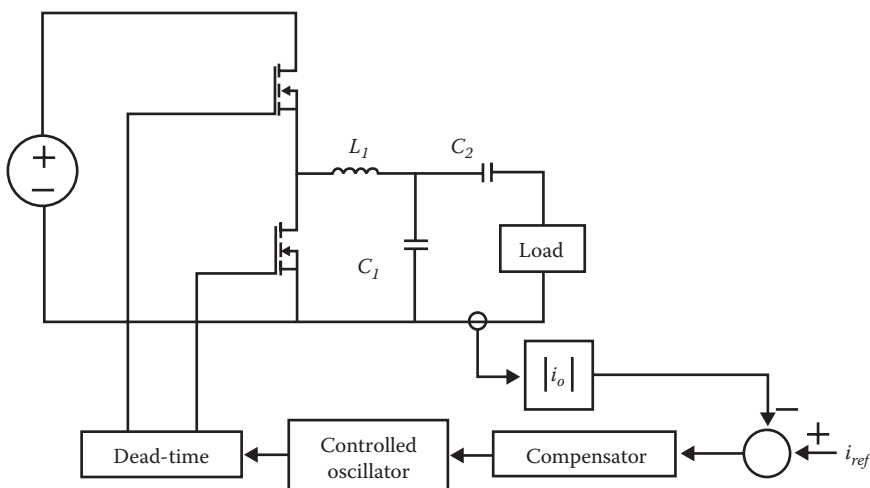 +
−
L1
C2
C1
Load
|io|
−
+
iref
Dead-time
Controlled
oscillator
Compensator